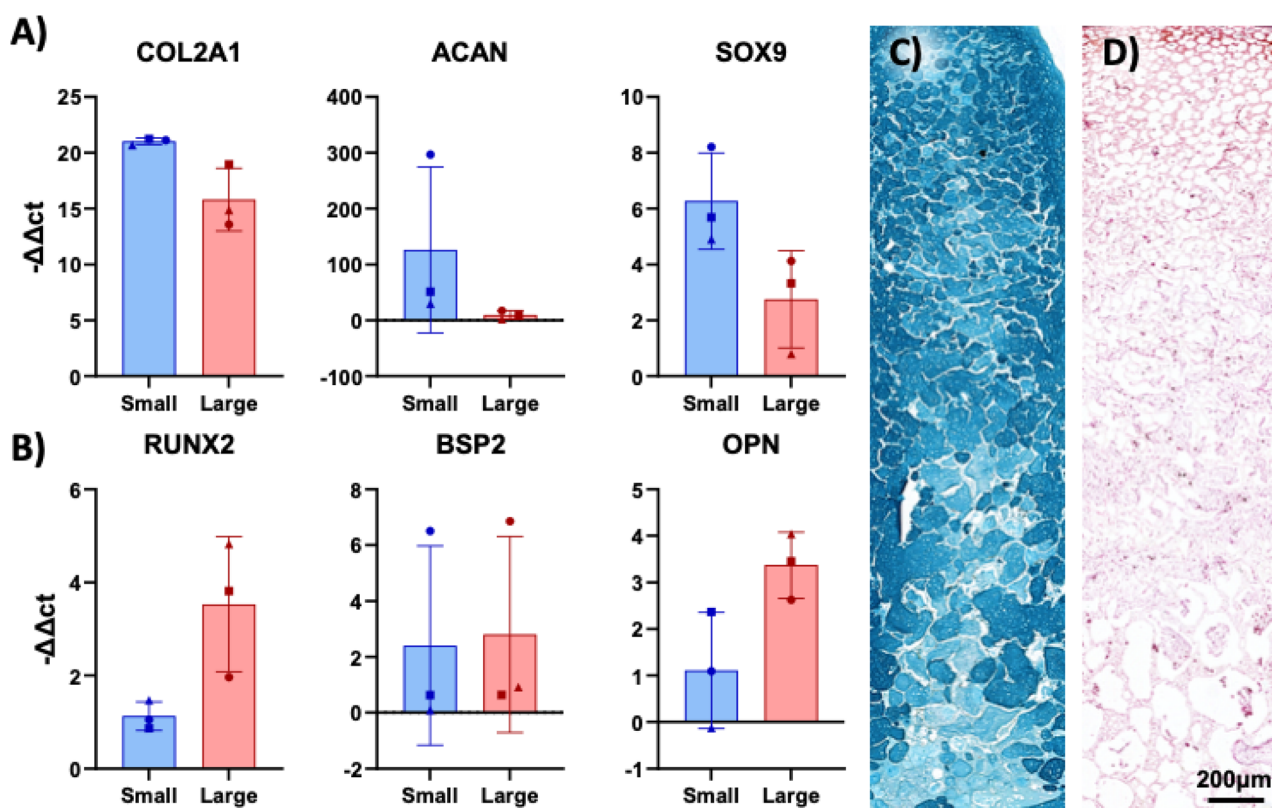 A)
COL2A1
ACAN
SOX9
C)
D)
-ΔΔct
25
20
15
10
5
0
Small
Large
400
300
200
100
0
-100
Small
Large
10
8
6
4
2
0
Small
Large
B)
RUNX2
BSP2
OPN
-ΔΔct
6
4
2
0
Small
Large
8
6
4
2
0
-2
Small
Large
5
4
3
2
1
0
-1
Small
Large
200μm